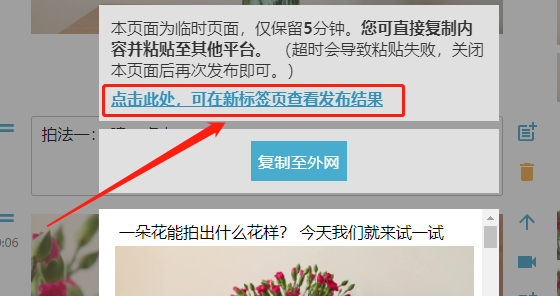 本页面为临时页面，仅保留5分钟。您可直接复制内
容并粘贴至其他平台。（超时会导致粘贴失败，关闭
本页面后再次发布即可。）
点击此处，可在新标签页查看发布结果
拍法一：
复制至外网
:06
一朵花能拍出什么花样？ 今天我们就来试一试